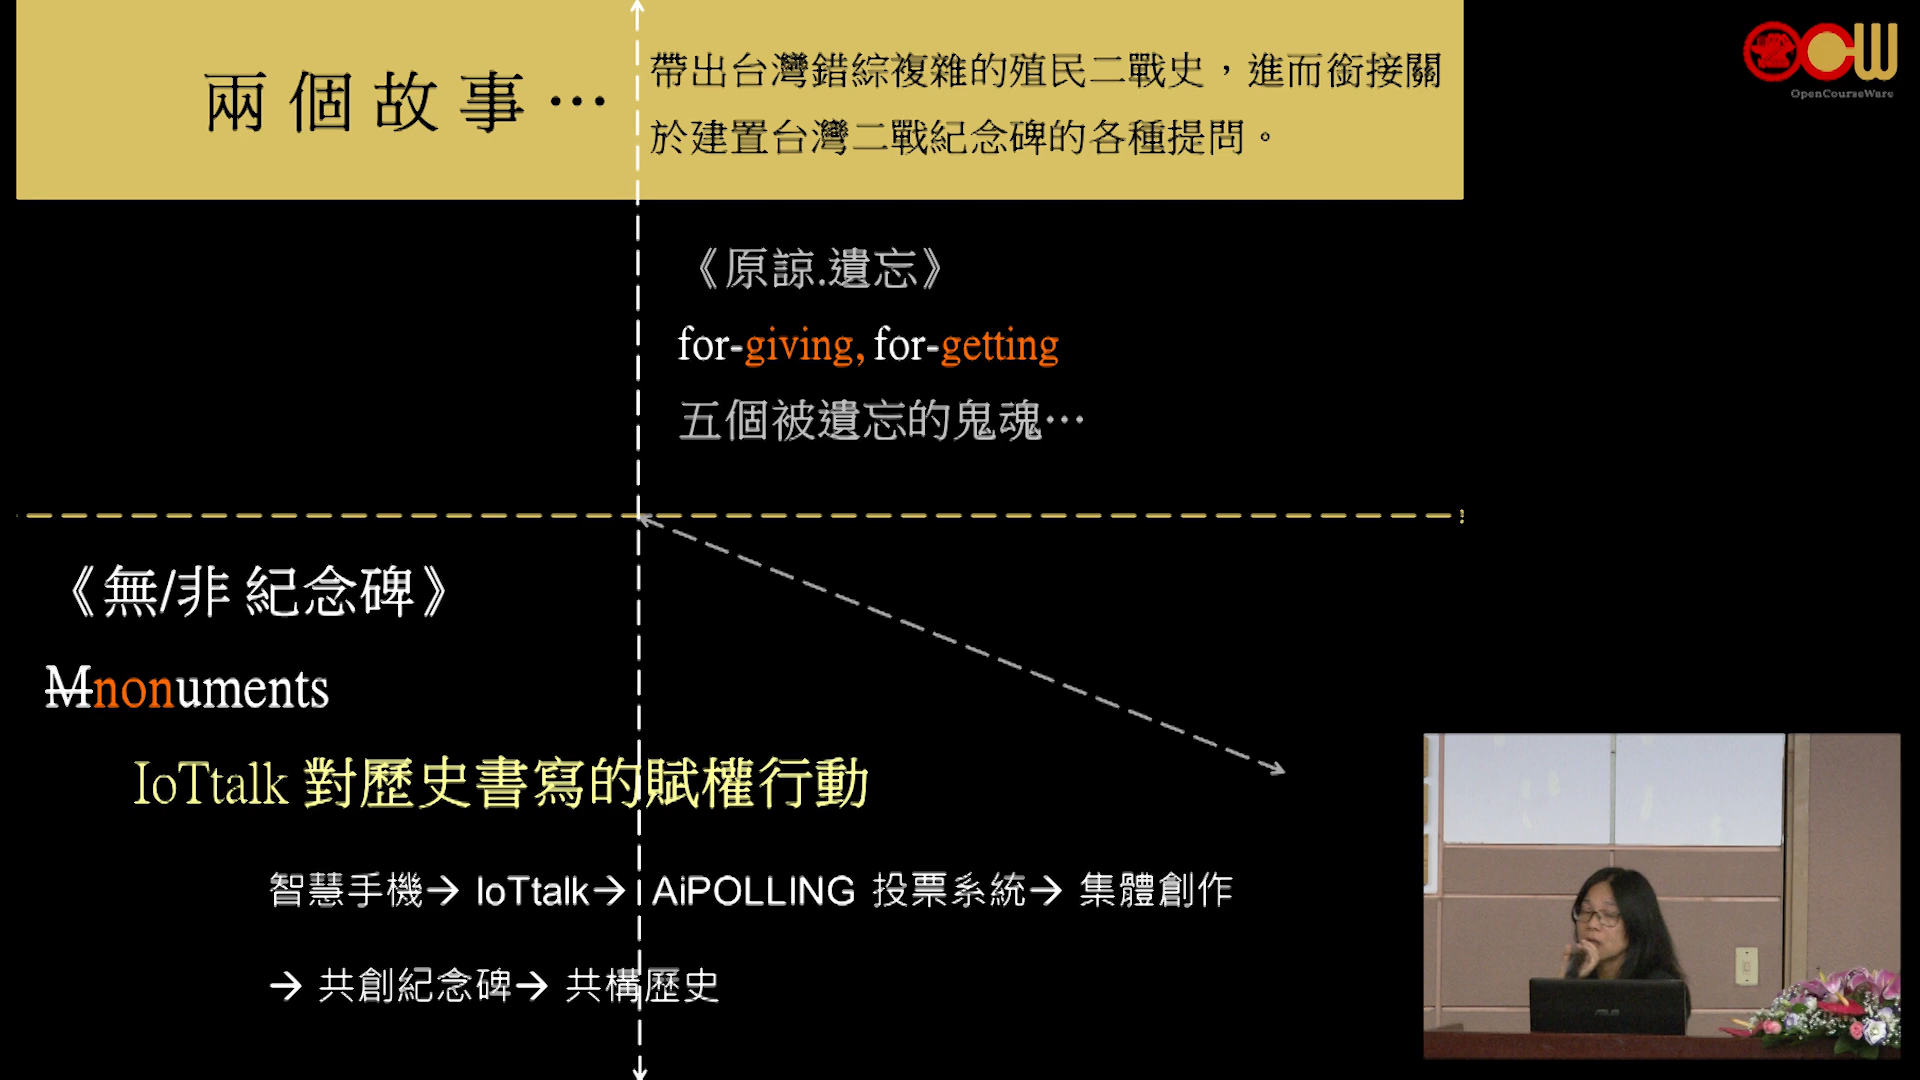 兩個故事…
帶出台灣錯綜複雜的殖民二戰史，進而銜接關
於建置台灣二戰紀念碑的各種提問。
OCW
OpenCourseWare
《原諒.遺忘》
for-giving, for-getting
五個被遺忘的鬼魂…
《無/非 紀念碑》
Mnonuments
IoTtalk 對歷史書寫的賦權行動
智慧手機→ IoTtalk→ AiPOLLING 投票系統→ 集體創作
→ 共創紀念碑→ 共構歷史
ASUS